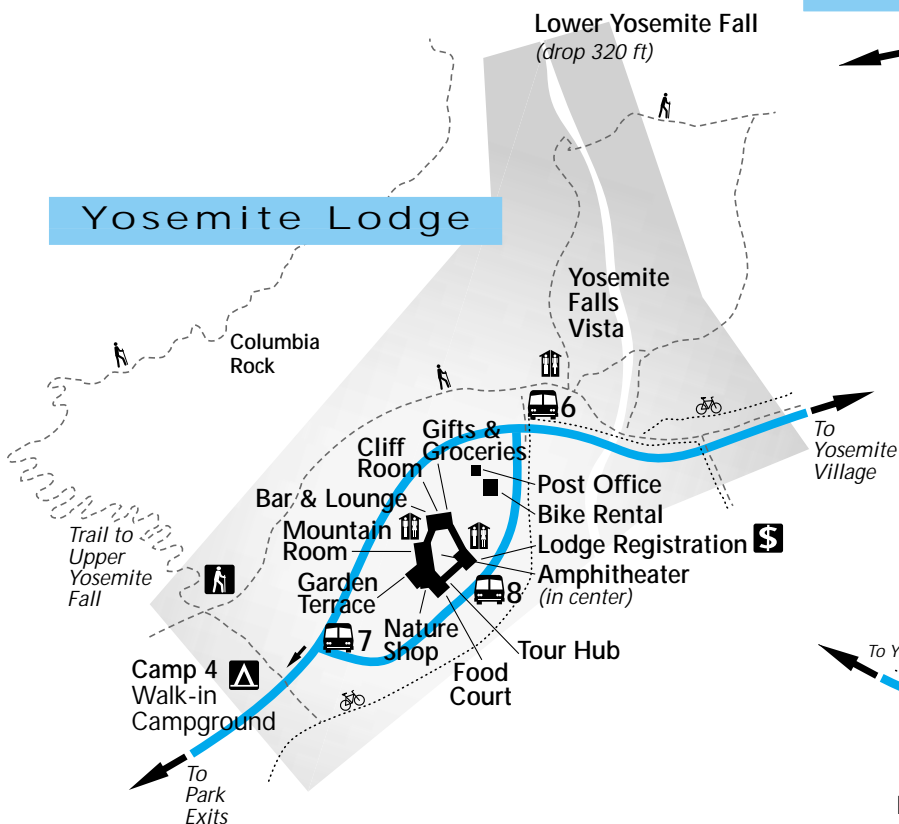 Lower Yosemite Fall
(drop 320 ft)
Yosemite Lodge
Yosemite
Falls
Vista
Columbia
Rock
6
To
Yosemite
Village
Gifts &
Groceries
Cliff
Room
Bar & Lounge
Mountain
Room
Garden
Terrace
Post Office
Bike Rental
Lodge Registration
$
Amphitheater
(in center)
8
7
Nature
Shop
Tour Hub
Food
Court
Trail to
Upper
Yosemite
Fall
Camp 4
Walk-in
Campground
To
Park
Exits
To Y